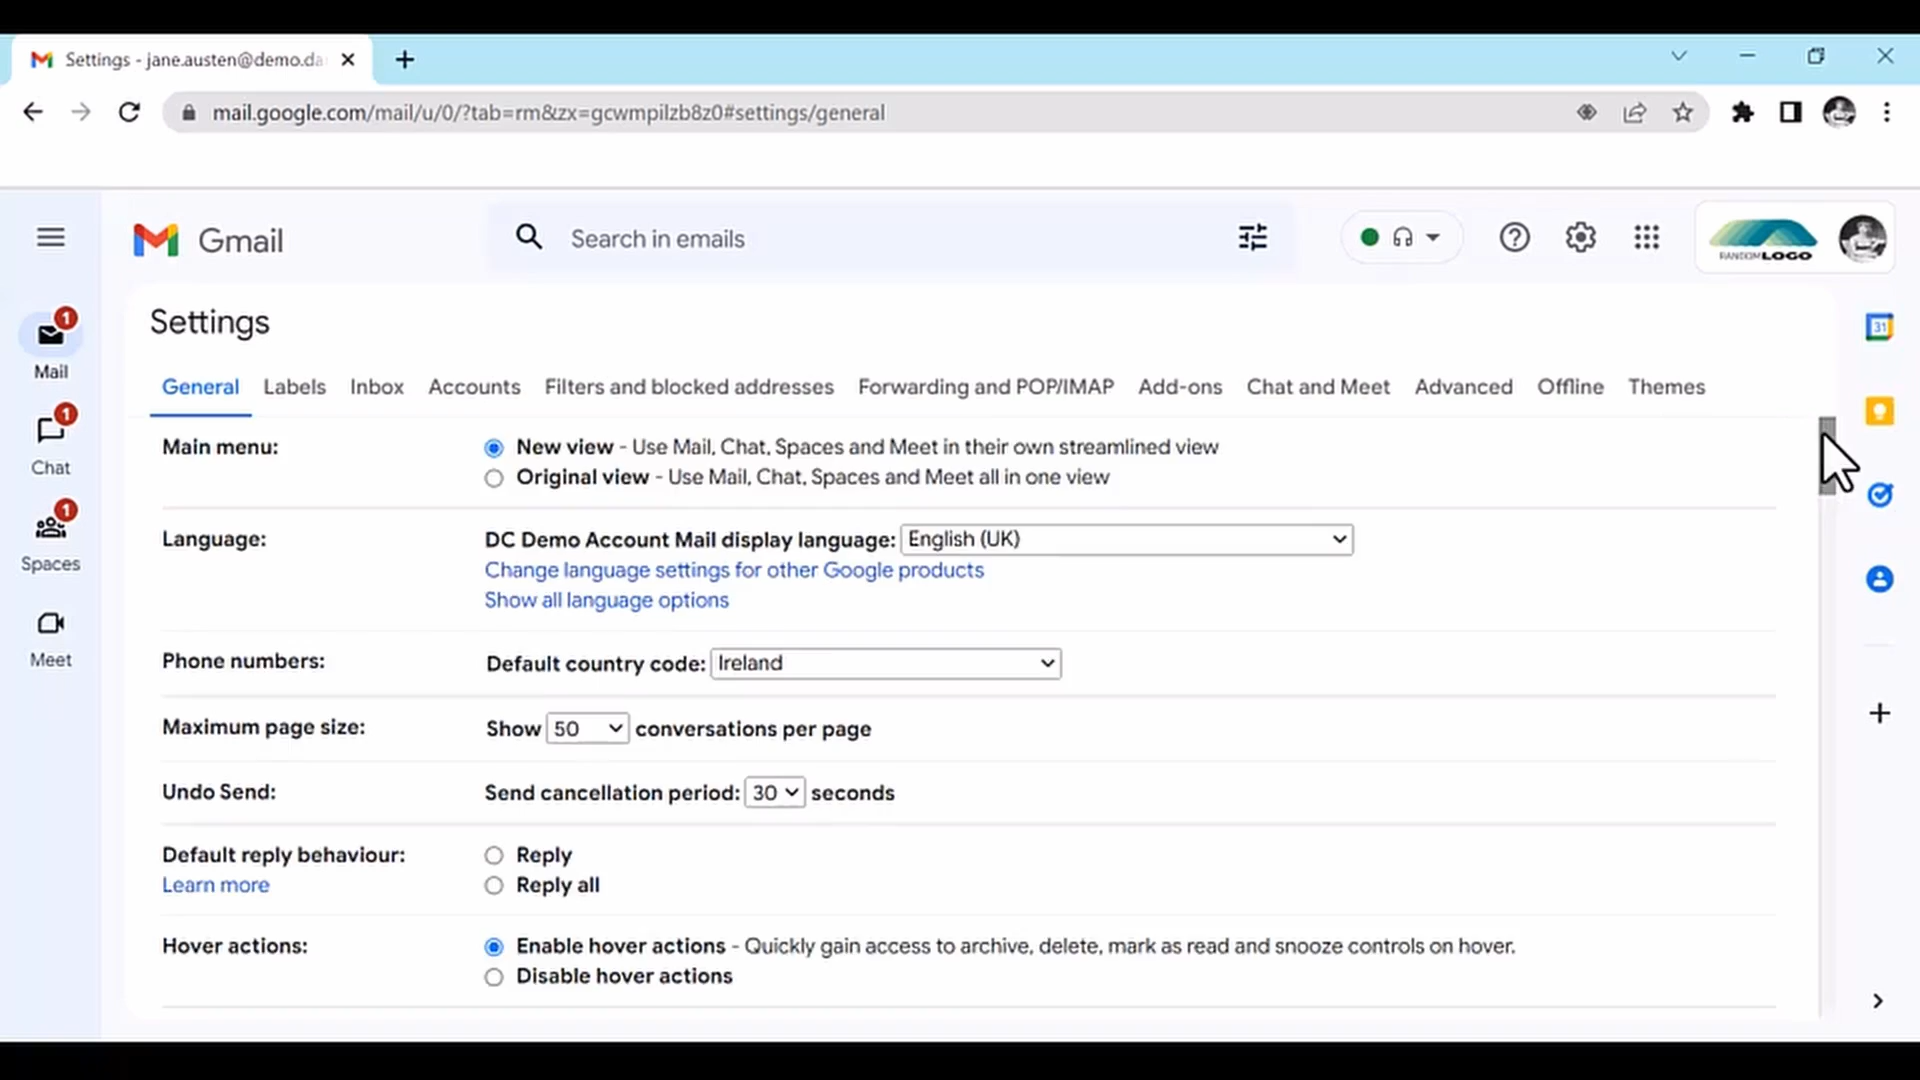 Settings - jane.austen@demo.da
mail.google.com/mail/u/0/?tab=rm&zx=gcwmpilzb8z0#settings/general
Gmail
Search in emails
RANDOMLOGO
Settings
1
Mail
1
Chat
1
Spaces
Meet
31
General Labels Inbox Accounts Filters and blocked addresses Forwarding and POP/IMAP Add-ons Chat and Meet Advanced Offline Themes
Main menu:
New view - Use Mail, Chat, Spaces and Meet in their own streamlined view
Original view - Use Mail, Chat, Spaces and Meet all in one view
Language:
DC Demo Account Mail display language: English (UK)
Change language settings for other Google products
Show all language options
Phone numbers:
Default country code: Ireland
Maximum page size:
Show 50 conversations per page
Undo Send:
Send cancellation period: 30 seconds
Default reply behaviour:
Learn more
Reply
Reply all
Hover actions:
Enable hover actions - Quickly gain access to archive, delete, mark as read and snooze controls on hover.
Disable hover actions